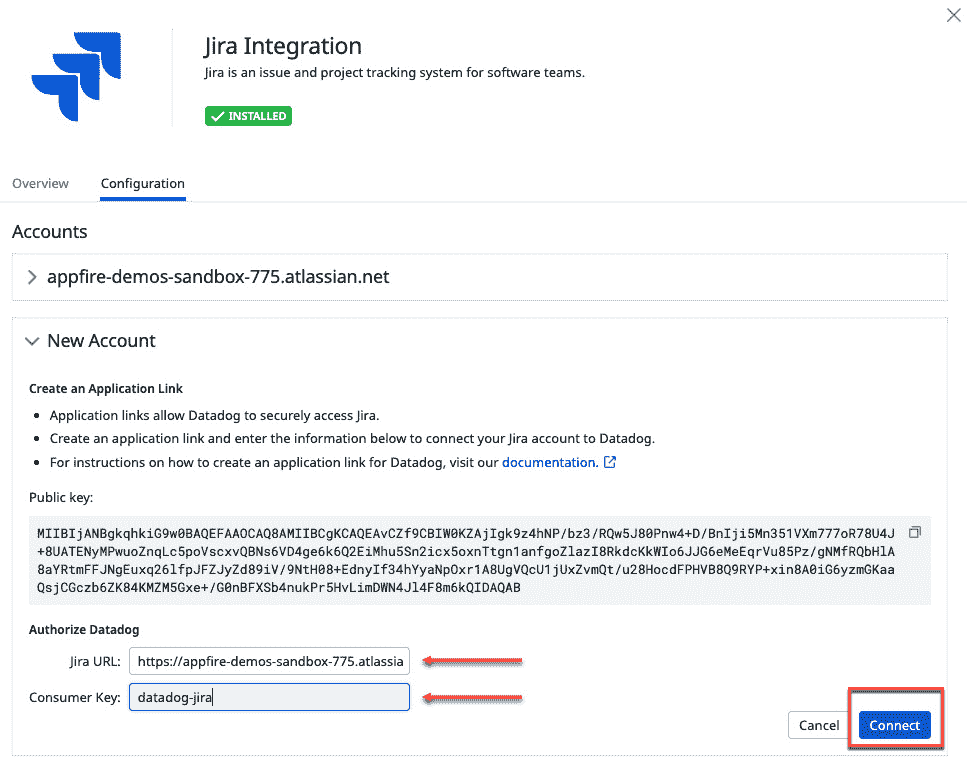 Jira Integration
Jira is an issue and project tracking system for software teams.
INSTALLED
Overview
Configuration
Accounts
appfire-demos-sandbox-775.atlassian.net
New Account
Create an Application Link
Application links allow Datadog to securely access Jira.
Create an application link and enter the information below to connect your Jira account to Datadog.
For instructions on how to create an application link for Datadog, visit our documentation.
Public key:
MIIBIjANBgkqhkiG9w0BAQEFAAOCAQ8AMIIBCgKCAQEAvCZf9CBIW0KZAjIgk9z4hNP/bz3/RQw5J80Pnw4+D/BnIji5Mn351VXm777oR78U4J
+8UATENyMPwuoZnqLc5poVscxvQBNs6VD4ge6k6Q2EiMhu5Sn2icx5oxnTtgn1anfgoZlazI8RkdcKkWIo6JJG6eMeEqrVu85Pz/gNMfRQbHlA
8aYRtmFFJNgEuxq26lfpJFZJyZd89iV/9NtH08+EdnyIf34hYyaNpOxr1A8UgVQcU1jUxZvmQt/u28HocdFPHVB8Q9RYP+xin8A0iG6yzmGKaa
QsjCGczb6ZK84KMZM5Gxe+/G0nBFXSb4nukPr5HvLimDWN4Jl4F8m6kQIDAQAB
Authorize Datadog
Jira URL: https://appfire-demos-sandbox-775.atlassia
Consumer Key: datadog-jira
Cancel
Connect